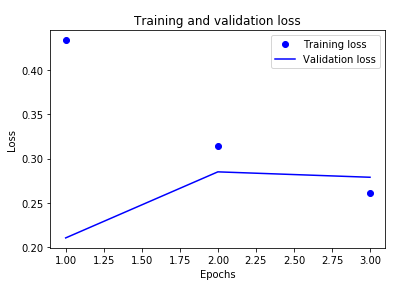 Training and validation loss
Training loss
Validation loss
Loss
0.40
0.35
0.30
0.25
0.20
1.00 1.25 1.50 1.75 2.00 2.25 2.50 2.75 3.00
Epochs